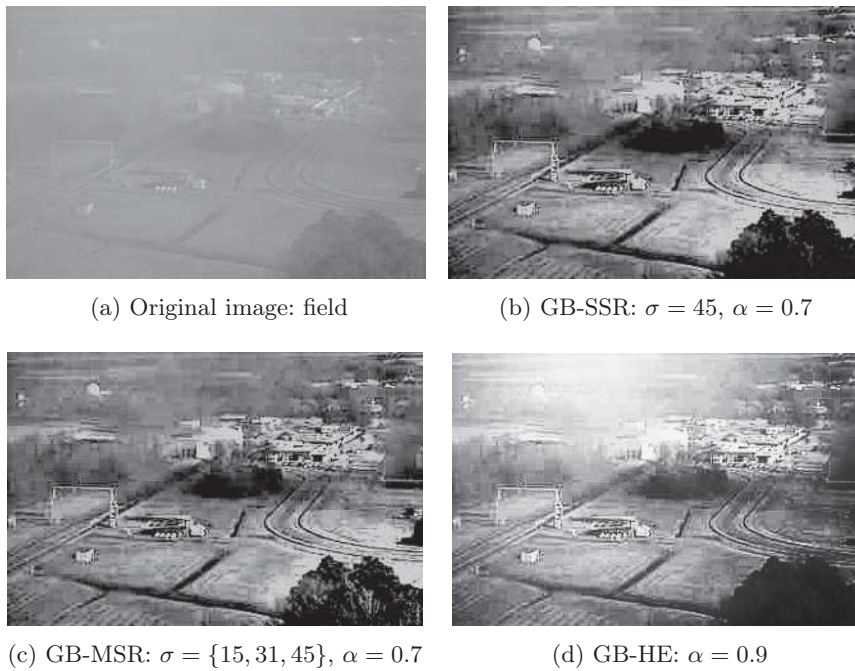 (a) Original image: field
(b) GB-SSR: σ = 45, α = 0.7
(c) GB-MSR: σ = {15, 31, 45}, α = 0.7
(d) GB-HE: α = 0.9